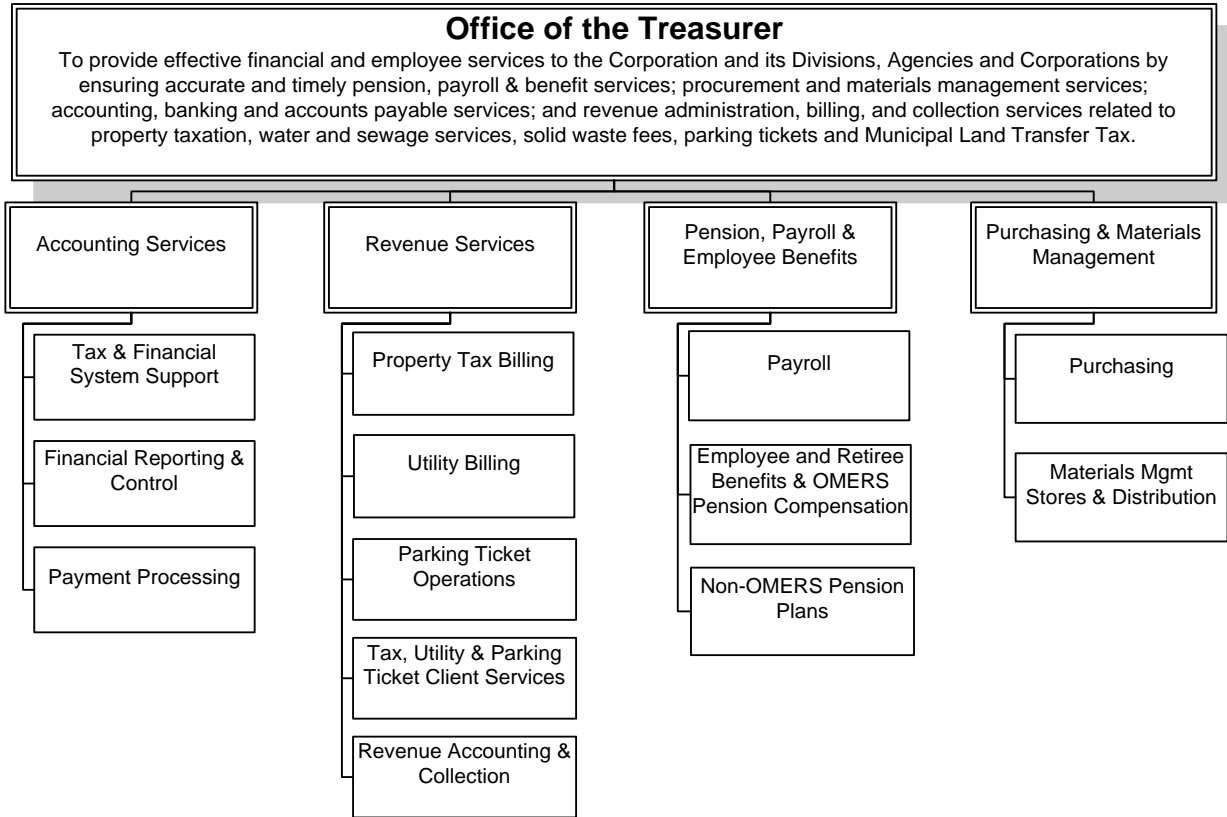 Office of the Treasurer
To provide effective financial and employee services to the Corporation and its Divisions, Agencies and Corporations by
ensuring accurate and timely pension, payroll & benefit services; procurement and materials management services;
accounting, banking and accounts payable services; and revenue administration, billing, and collection services related to
property taxation, water and sewage services, solid waste fees, parking tickets and Municipal Land Transfer Tax.
Accounting Services
Tax & Financial
System Support
Financial Reporting &
Control
Payment Processing
Revenue Services
Property Tax Billing
Utility Billing
Parking Ticket
Operations
Tax, Utility & Parking
Ticket Client Services
Revenue Accounting &
Collection
Pension, Payroll &
Employee Benefits
Payroll
Employee and Retiree
Benefits & OMERS
Pension Compensation
Non-OMERS Pension
Plans
Purchasing & Materials
Management
Purchasing
Materials Mgmt
Stores & Distribution